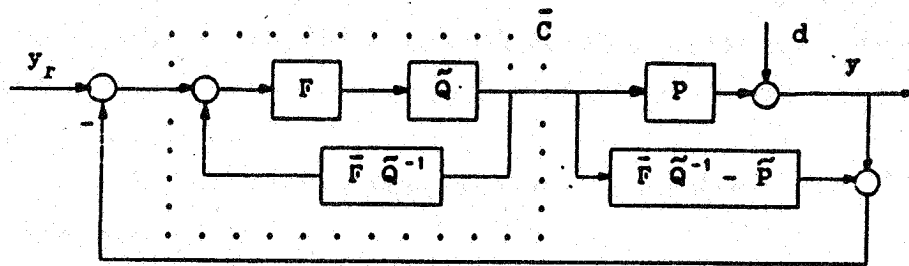 C̄
d
y_r
y
F
Q̃
P
-
F̄ Q̃⁻¹
F̄ Q̃⁻¹ - P̃